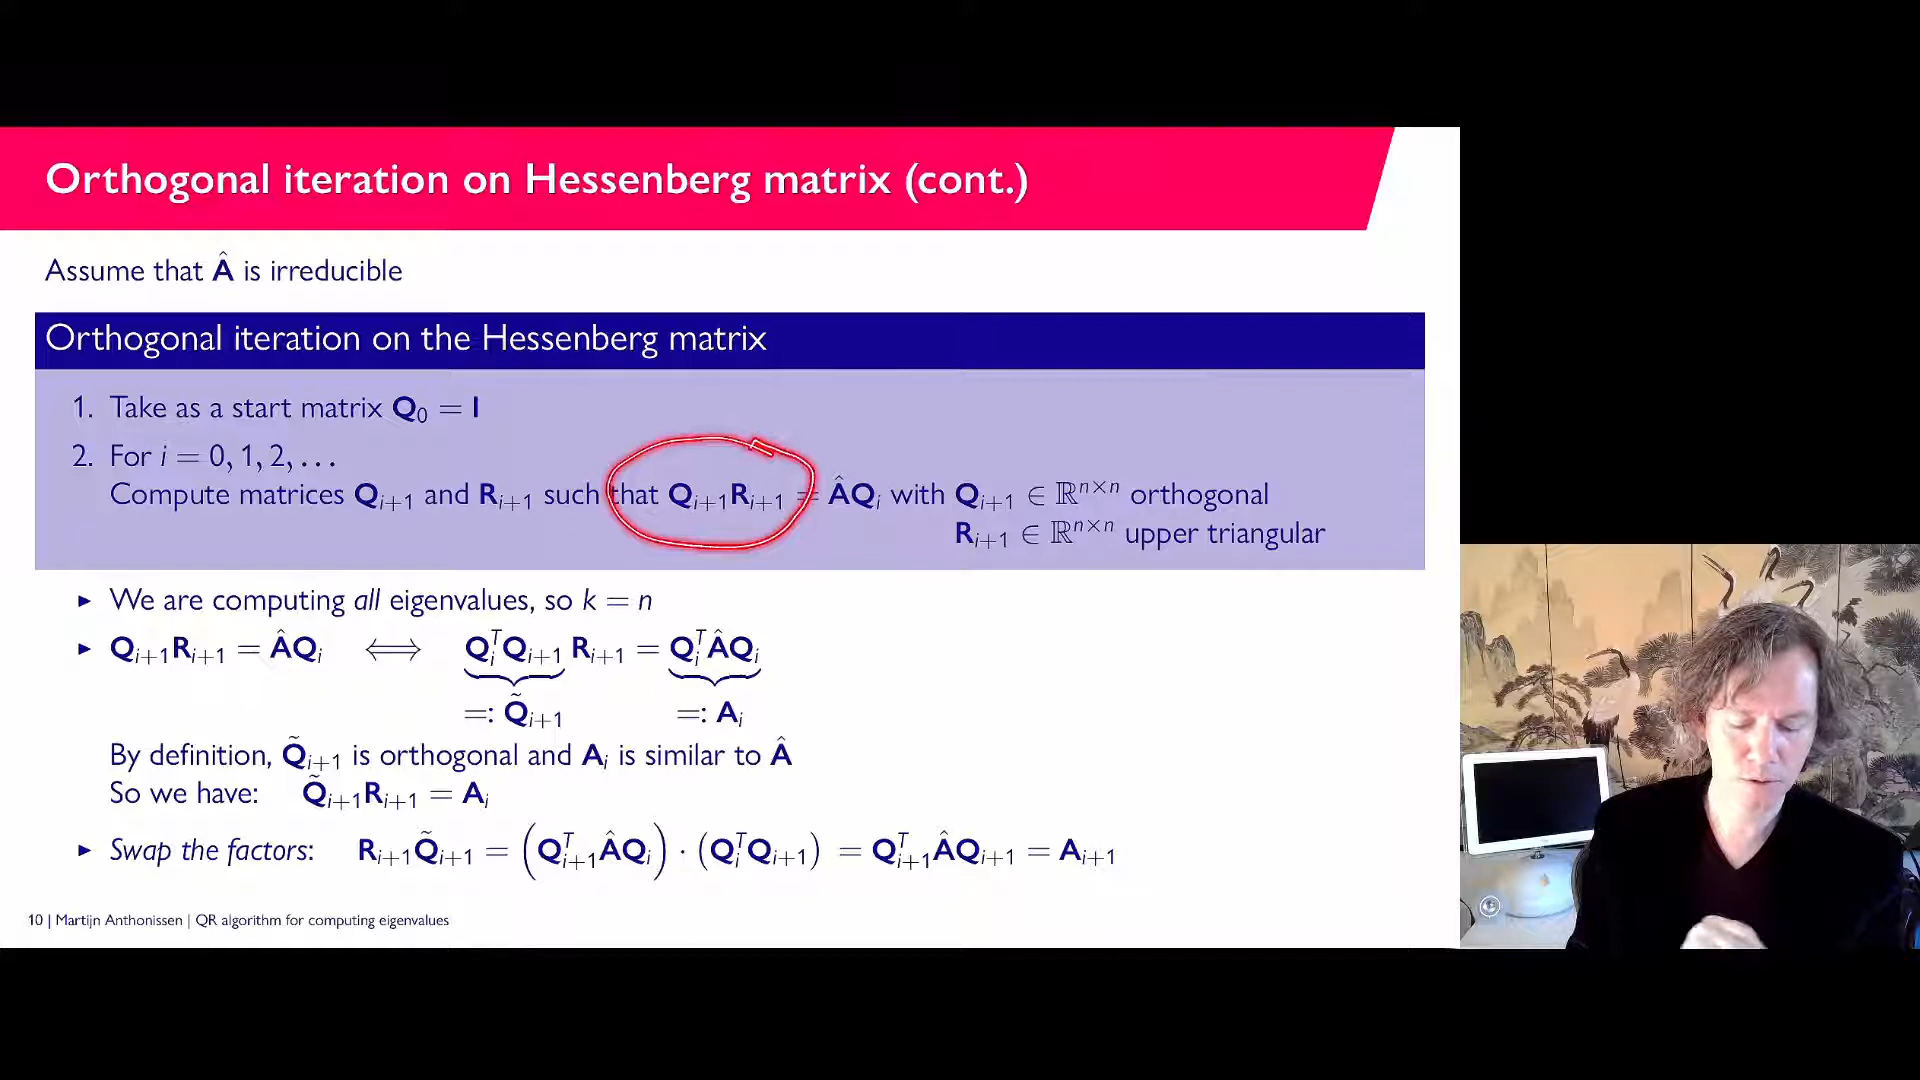 Orthogonal iteration on Hessenberg matrix (cont.)
Assume that Â is irreducible
Orthogonal iteration on the Hessenberg matrix
1. Take as a start matrix Q₀ = I
2. For i = 0, 1, 2, …
Compute matrices Qᵢ₊₁ and Rᵢ₊₁ such that Qᵢ₊₁Rᵢ₊₁ = ÂQᵢ with Qᵢ₊₁ ∈ ℝⁿˣⁿ orthogonal
Rᵢ₊₁ ∈ ℝⁿˣⁿ upper triangular
▸ We are computing all eigenvalues, so k = n
▸ Qᵢ₊₁Rᵢ₊₁ = ÂQᵢ ⟺ QᵢᵀQᵢ₊₁ Rᵢ₊₁ = QᵢᵀÂQᵢ
=: Q̃ᵢ₊₁ =: Aᵢ
By definition, Q̃ᵢ₊₁ is orthogonal and Aᵢ is similar to Â
So we have: Q̃ᵢ₊₁Rᵢ₊₁ = Aᵢ
▸ Swap the factors: Rᵢ₊₁Q̃ᵢ₊₁ = (Qᵢ₊₁ᵀÂQᵢ) · (QᵢᵀQᵢ₊₁) = Qᵢ₊₁ᵀÂQᵢ₊₁ = Aᵢ₊₁
10 | Martijn Anthonissen | QR algorithm for computing eigenvalues